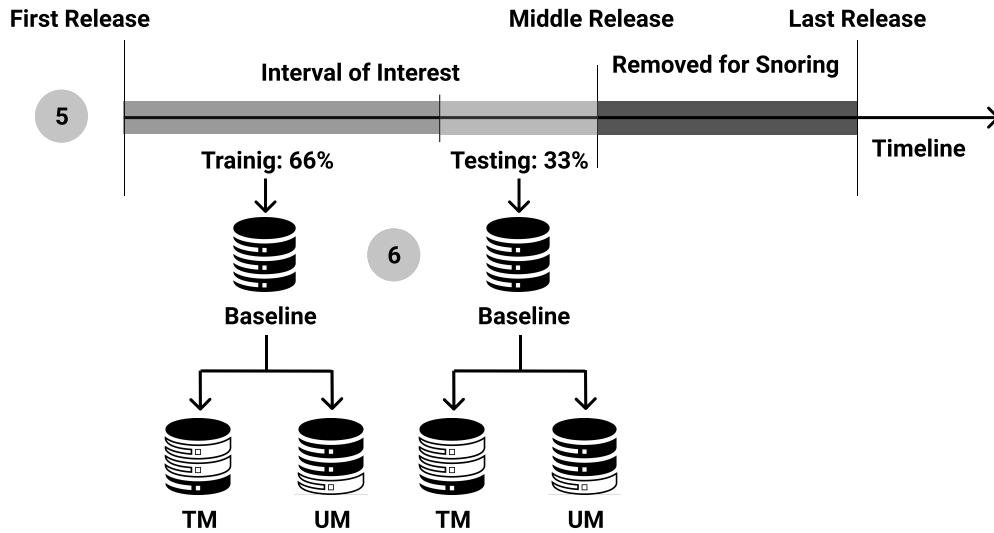 First Release
Middle Release
Last Release
Interval of Interest
Removed for Snoring
5
Timeline
Trainig: 66%
Testing: 33%
6
Baseline
Baseline
TM
UM
TM
UM